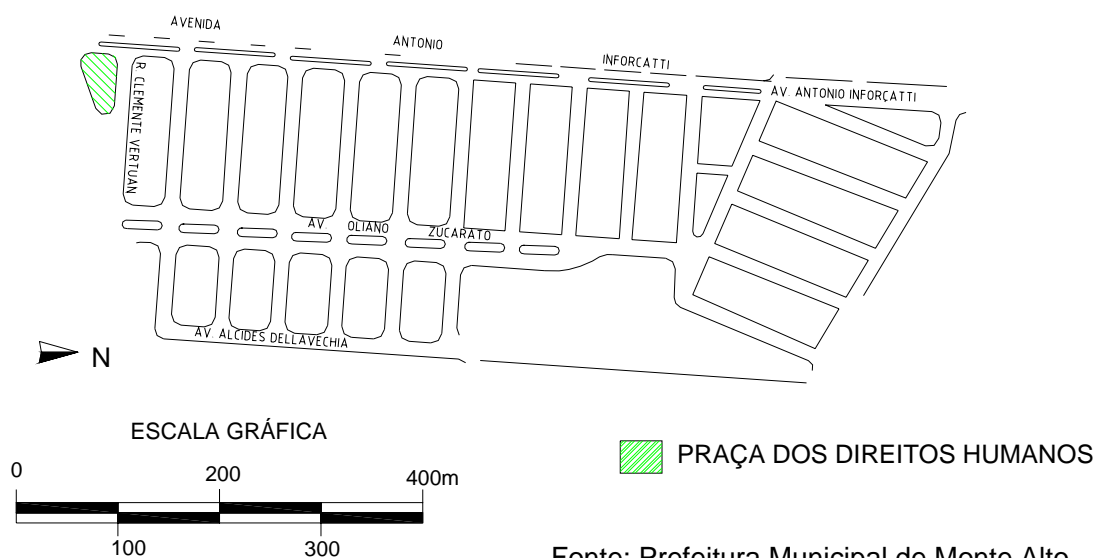 AVENIDA ANTONIO INFORÇATTI
AV. ANTONIO INFORÇATTI
R. CLEMENTE VERTUAN
AV. OLIANO ZUCARATO
AV. ALCIDES DELLAVECHIA
N
ESCALA GRÁFICA
0 200 400m
100 300
PRAÇA DOS DIREITOS HUMANOS
Fonte: Prefeitura Municipal de Monte Alto